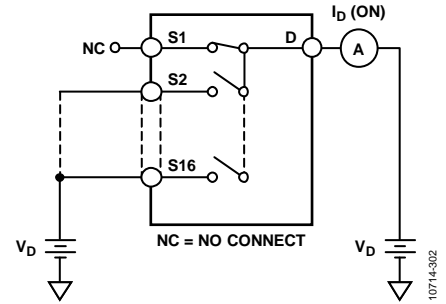 I_D (ON)
NC S1 D A
S2
S16
V_D V_D
NC = NO CONNECT
10714-302